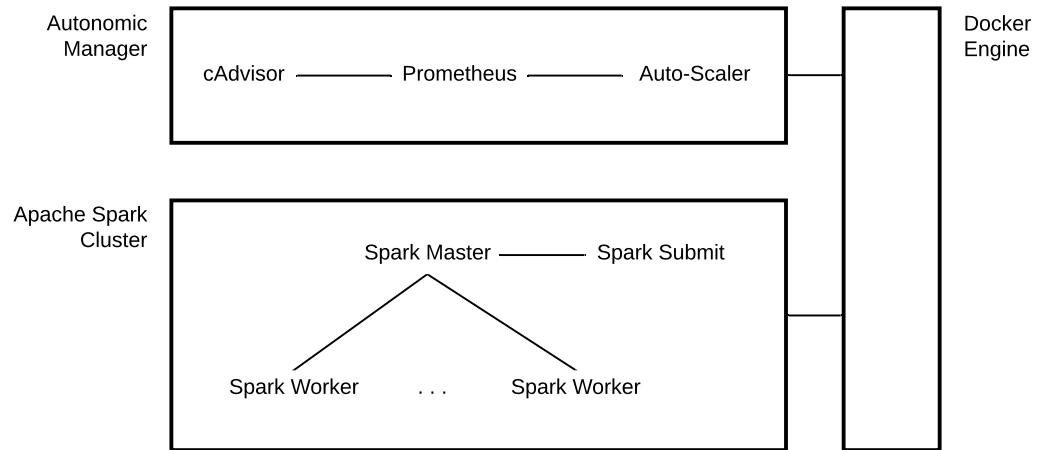 Autonomic
Manager
cAdvisor
Prometheus
Auto-Scaler
Docker
Engine
Apache Spark
Cluster
Spark Master
Spark Submit
Spark Worker
. . .
Spark Worker